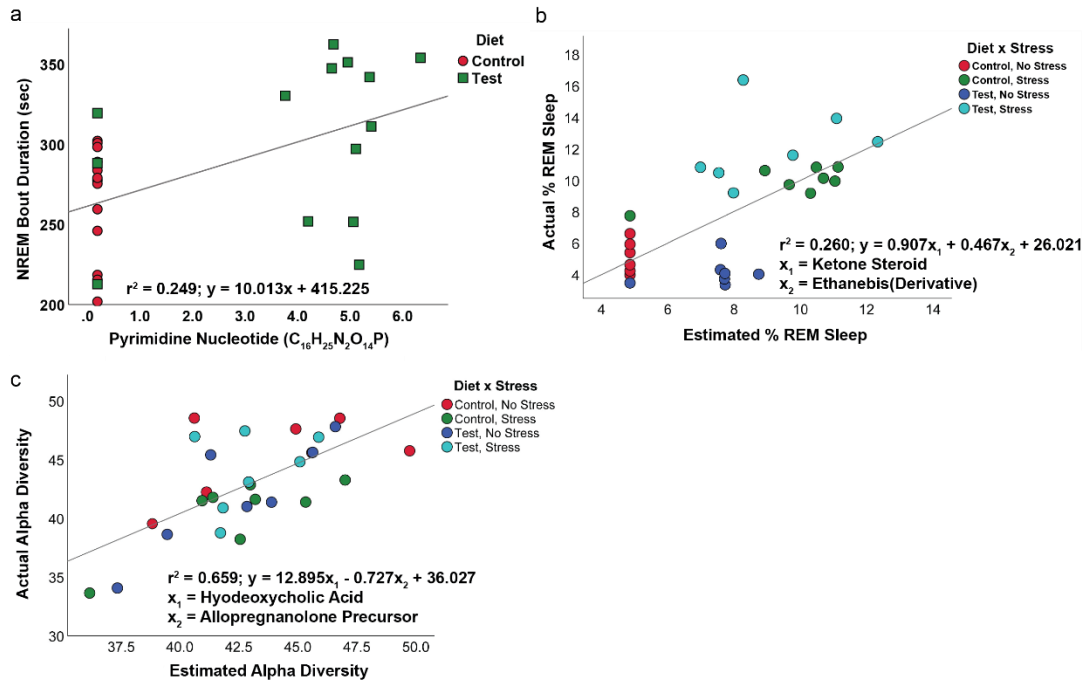 a
NREM Bout Duration (sec)
350
300
250
200
.0 1.0 2.0 3.0 4.0 5.0 6.0
Pyrimidine Nucleotide (C₁₆H₂₅N₂O₁₄P)
r² = 0.249; y = 10.013x + 415.225
Diet
Control
Test
b
Actual % REM Sleep
18
16
14
12
10
8
6
4
4 6 8 10 12 14
Estimated % REM Sleep
r² = 0.260; y = 0.907x₁ + 0.467x₂ + 26.021
x₁ = Ketone Steroid
x₂ = Ethanebis(Derivative)
Diet x Stress
Control, No Stress
Control, Stress
Test, No Stress
Test, Stress
c
Actual Alpha Diversity
50
45
40
35
30
37.5 40.0 42.5 45.0 47.5 50.0
Estimated Alpha Diversity
r² = 0.659; y = 12.895x₁ - 0.727x₂ + 36.027
x₁ = Hyodeoxycholic Acid
x₂ = Allopregnanolone Precursor
Diet x Stress
Control, No Stress
Control, Stress
Test, No Stress
Test, Stress